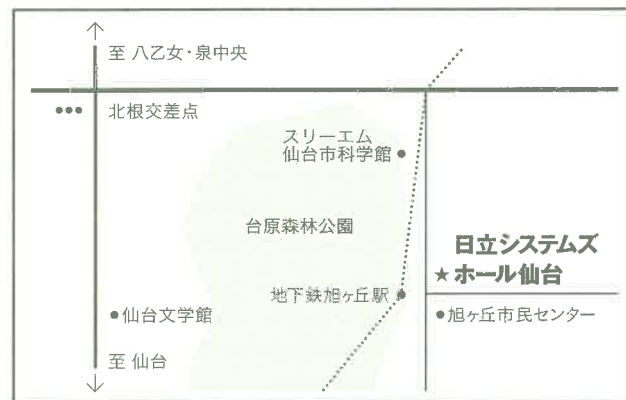 至 八乙女・泉中央
北根交差点
スリーエム
仙台市科学館
台原森林公園
日立システムズ
★ ホール仙台
地下鉄旭ヶ丘駅
仙台文学館
旭ヶ丘市民センター
至 仙台